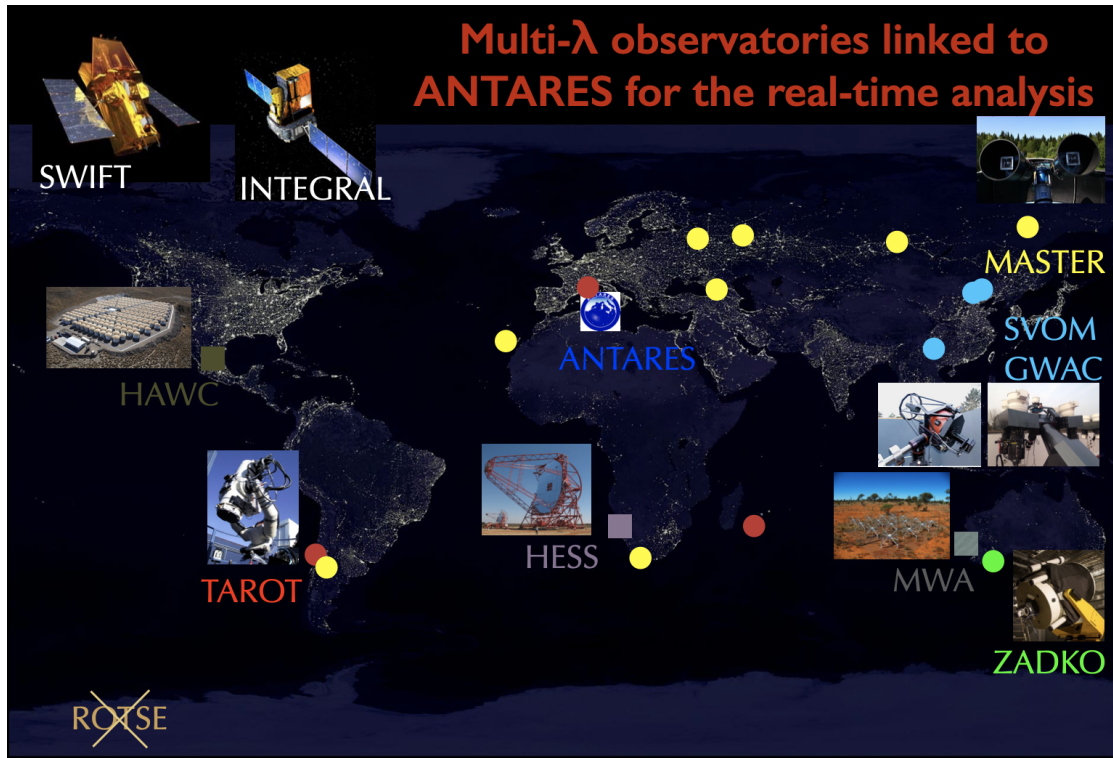 Multi-λ observatories linked to
ANTARES for the real-time analysis
SWIFT
INTEGRAL
MASTER
SVOM
GWAC
ANTARES
HAWC
HESS
MWA
TAROT
ZADKO
ROTSE